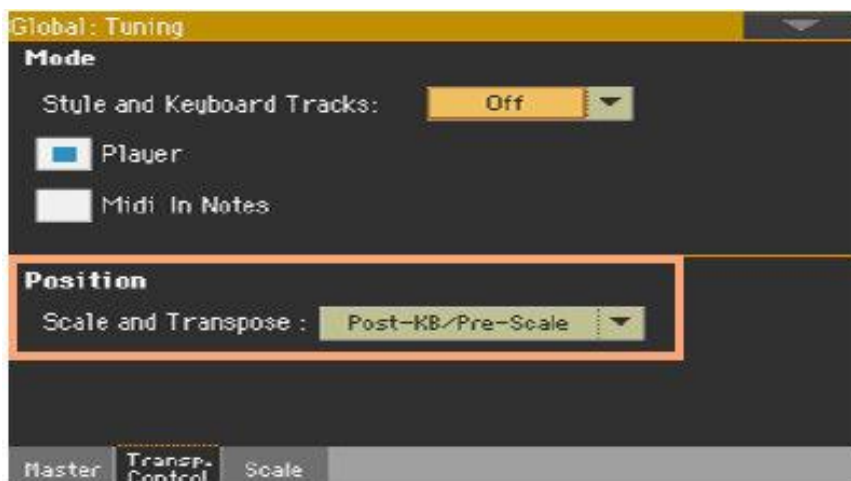 Global: Tuning
Mode
Style and Keyboard Tracks: Off
Player
Midi In Notes
Position
Scale and Transpose : Post-KB/Pre-Scale
Master Transp. Control Scale